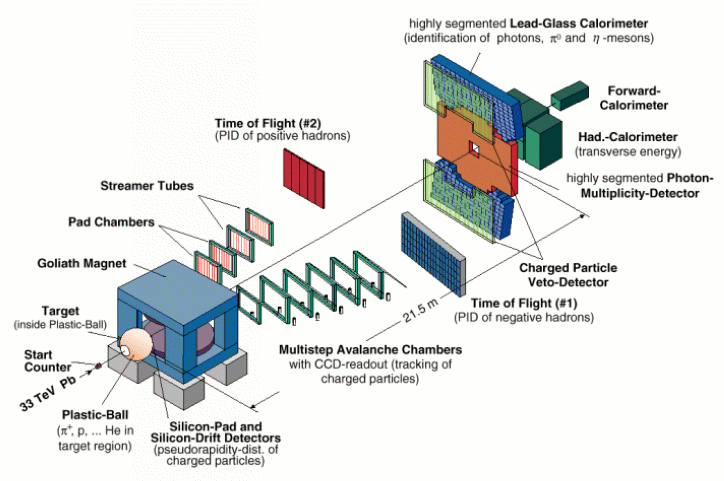 highly segmented Lead-Glass Calorimeter
(identification of photons, π⁰ and η -mesons)
Forward-
Calorimeter
Time of Flight (#2)
(PID of positive hadrons)
Had.-Calorimeter
(transverse energy)
highly segmented Photon-
Multiplicity-Detector
Streamer Tubes
Pad Chambers
Goliath Magnet
Charged Particle
Veto-Detector
Target
(inside Plastic-Ball)
Time of Flight (#1)
(PID of negative hadrons)
21.5 m
Start
Counter
Multistep Avalanche Chambers
with CCD-readout (tracking of
charged particles)
33 TeV Pb
Plastic-Ball
(π⁺, p, ... He in
target region)
Silicon-Pad and
Silicon-Drift Detectors
(pseudorapidity-dist. of
charged particles)